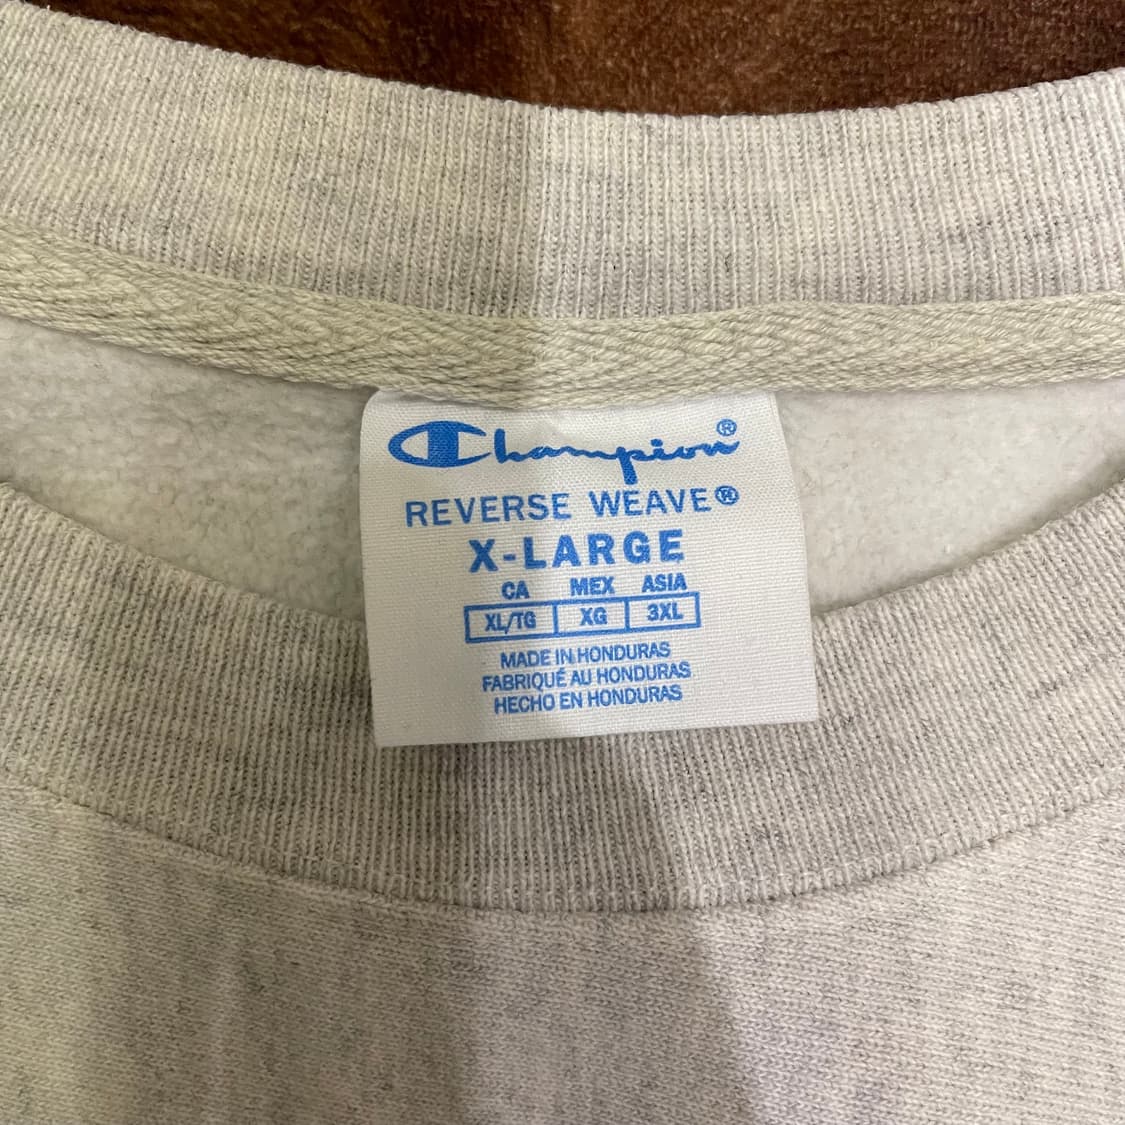 Champion®
REVERSE WEAVE®
X-LARGE
CA MEX ASIA
XL/TG XG 3XL
MADE IN HONDURAS
FABRIQUÉ AU HONDURAS
HECHO EN HONDURAS